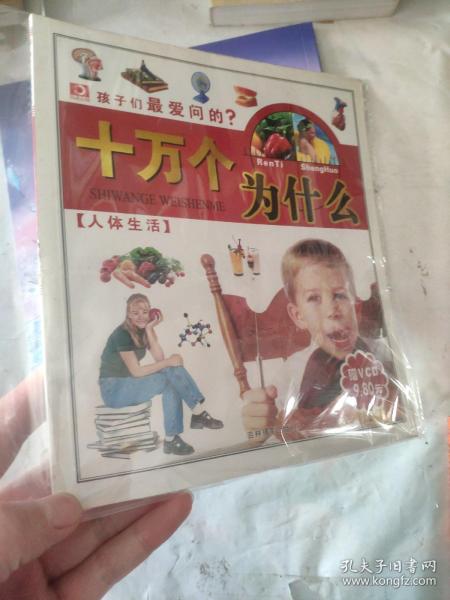 孩子们最爱问的？
十万个
为什么
SHIWANGE WEISHENME
RenTi
ShengHuo
【人体生活】
赠VCD
9.80元
孔夫子旧书网
www.kongfz.com